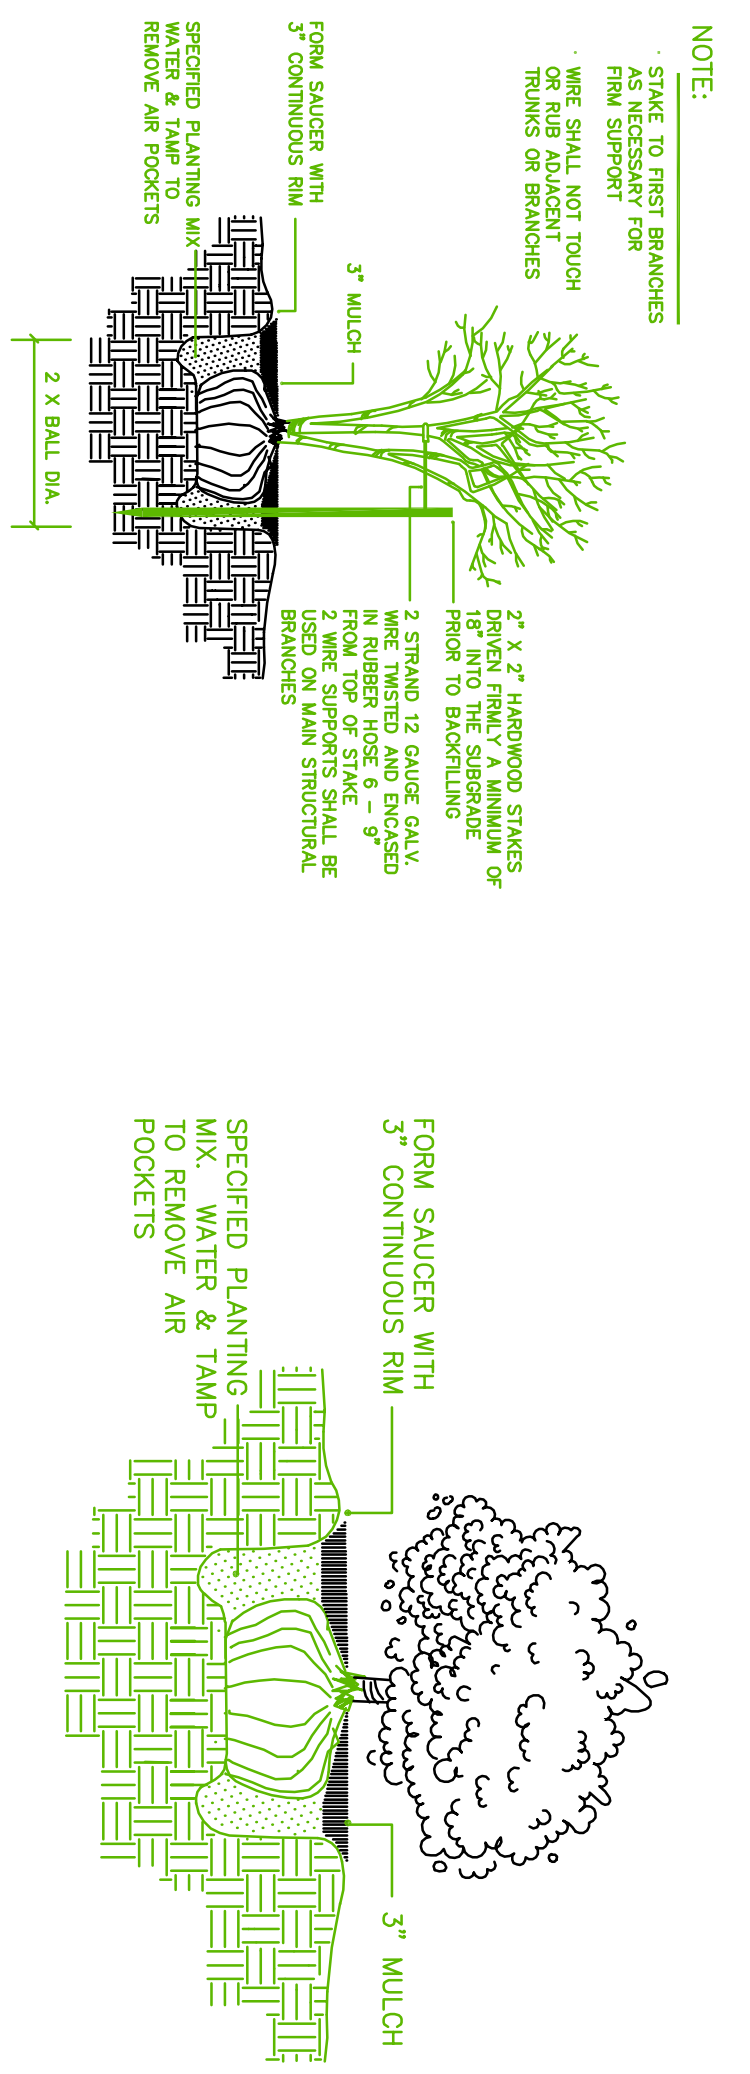 NOTE:
· STAKE TO FIRST BRANCHES
AS NECESSARY FOR
FIRM SUPPORT
· WIRE SHALL NOT TOUCH
OR RUB ADJACENT
TRUNKS OR BRANCHES
3" MULCH
FORM SAUCER WITH
3" CONTINUOUS RIM
SPECIFIED PLANTING MIX
WATER & TAMP TO
REMOVE AIR POCKETS
2 X BALL DIA.
2" X 2" HARDWOOD STAKES
DRIVEN FIRMLY A MINIMUM OF
18" INTO THE SUBGRADE
PRIOR TO BACKFILLING
2 STRAND 12 GAUGE GALV.
WIRE TWISTED AND ENCASED
IN RUBBER HOSE 6 - 9"
FROM TOP OF STAKE
2 WIRE SUPPORTS SHALL BE
USED ON MAIN STRUCTURAL
BRANCHES
FORM SAUCER WITH
3" CONTINUOUS RIM
SPECIFIED PLANTING
MIX. WATER & TAMP
TO REMOVE AIR
POCKETS
3" MULCH